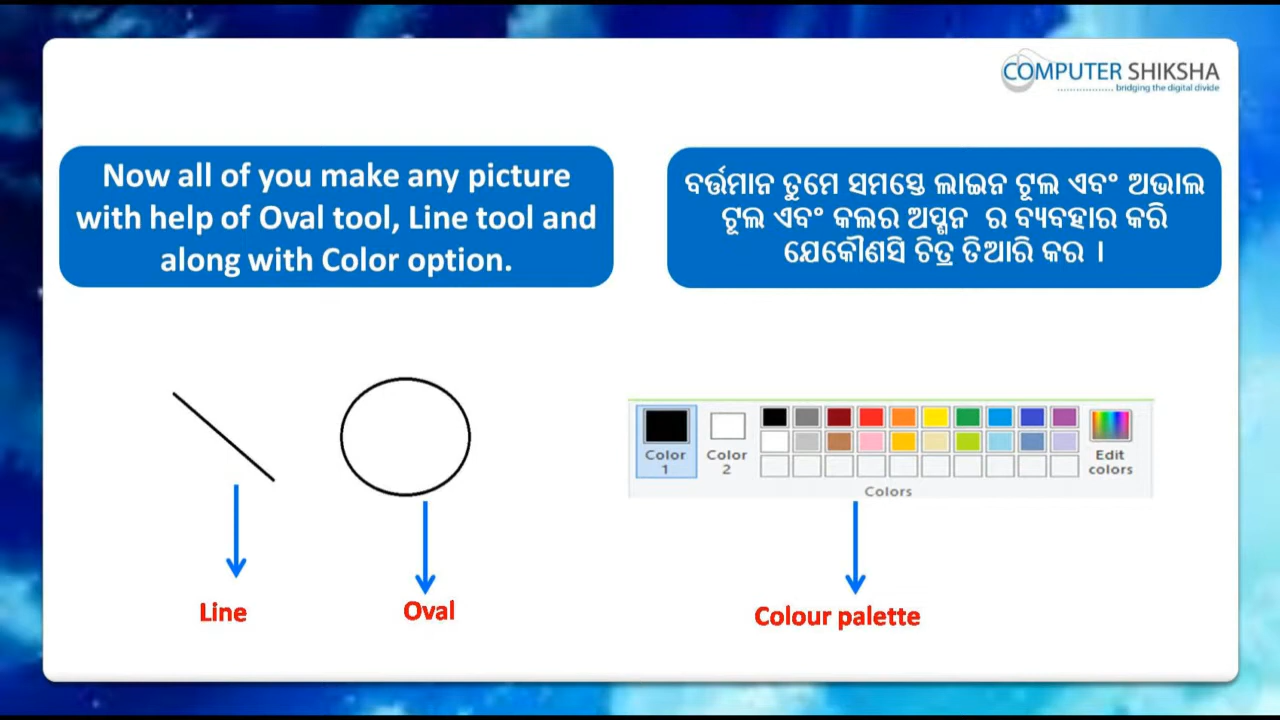 COMPUTER SHIKSHA
bridging the digital divide
Now all of you make any picture
with help of Oval tool, Line tool and
along with Color option.
ବର୍ତ୍ତମାନ ତୁମେ ସମସ୍ତେ ଲାଇନ ଟୂଲ ଏବଂ ଅଭାଲ
ଟୂଲ ଏବଂ କଲର ଅପ୍ଶନ ର ବ୍ୟବହାର କରି
ଯେକୌଣସି ଚିତ୍ର ତିଆରି କର ।
Color
1
Color
2
Edit
colors
Colors
Line
Oval
Colour palette